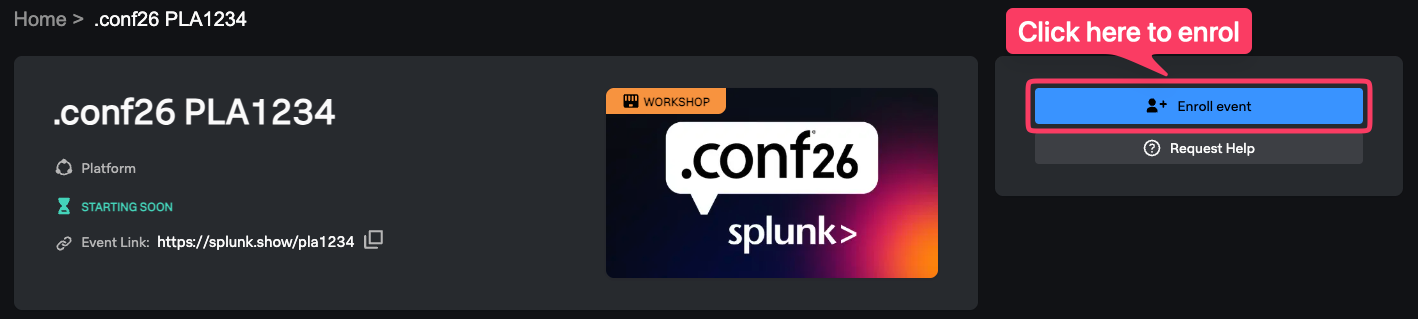 Home > .conf26 PLA1234
Click here to enrol
.conf26 PLA1234
Platform
STARTING SOON
Event Link: https://splunk.show/pla1234
WORKSHOP
.conf26
splunk>
Enroll event
Request Help